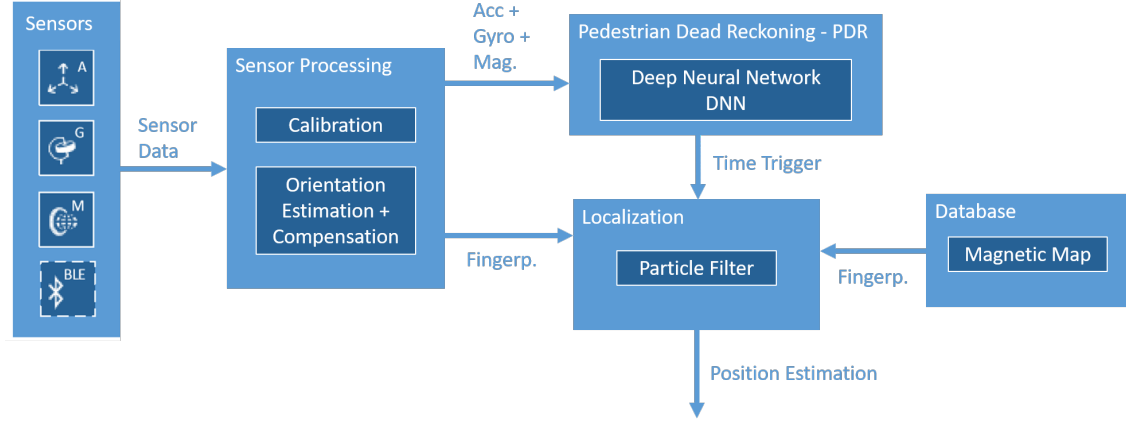 Sensors
A
G
M
BLE
Sensor
Data
Sensor Processing
Calibration
Orientation
Estimation +
Compensation
Acc +
Gyro +
Mag.
Fingerp.
Pedestrian Dead Reckoning - PDR
Deep Neural Network
DNN
Time Trigger
Localization
Particle Filter
Database
Magnetic Map
Fingerp.
Position Estimation